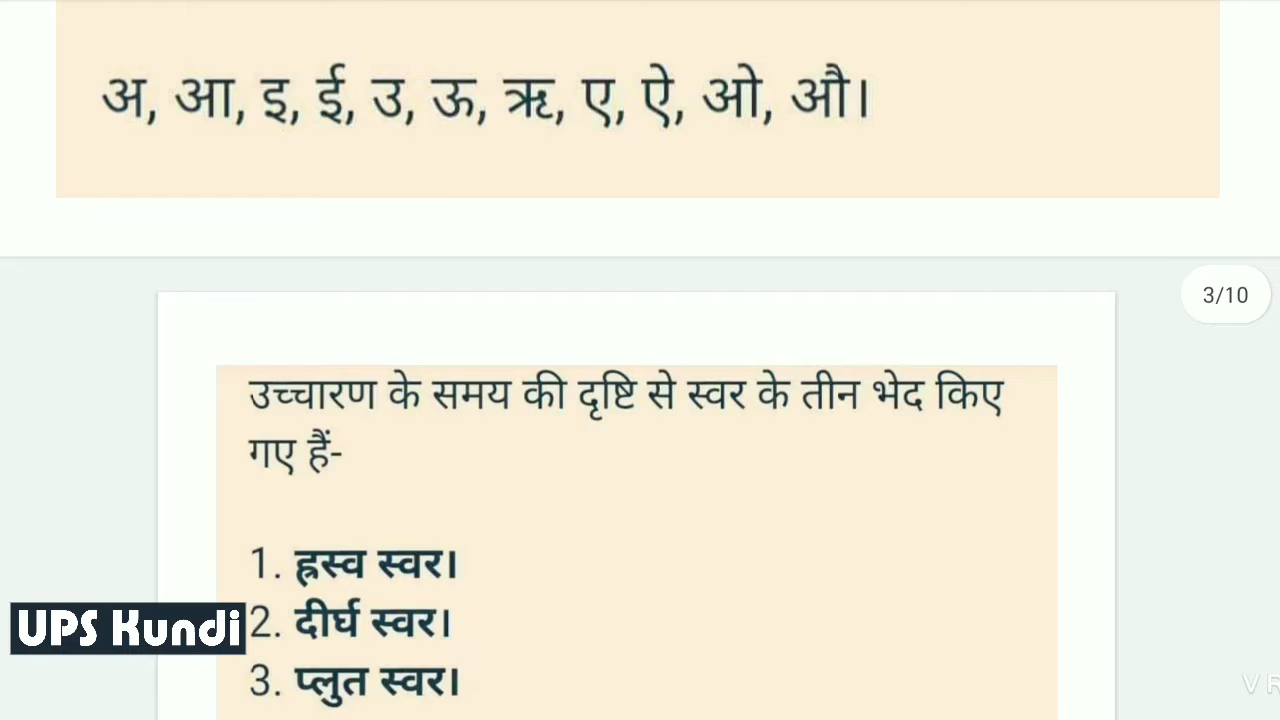 अ, आ, इ, ई, उ, ऊ, ऋ, ए, ऐ, ओ, औ।
3/10
उच्चारण के समय की दृष्टि से स्वर के तीन भेद किए
गए हैं-
1. ह्रस्व स्वर।
2. दीर्घ स्वर।
3. प्लुत स्वर।
UPS Kundi